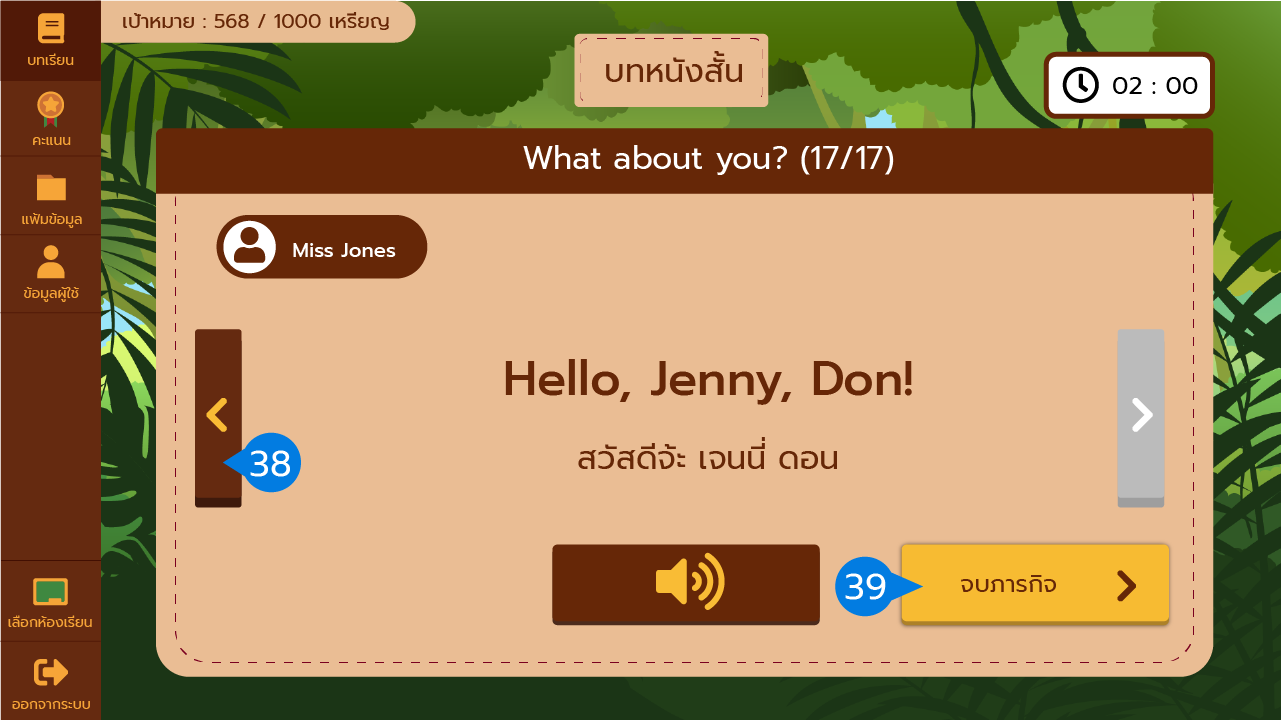 เป้าหมาย : 568 / 1000 เหรียญ
บทเรียน
คะแนน
แฟ้มข้อมูล
ข้อมูลผู้ใช้
เลือกห้องเรียน
ออกจากระบบ
บทหนังสั้น
02 : 00
What about you? (17/17)
Miss Jones
Hello, Jenny, Don!
สวัสดีจ้ะ เจนนี่ ดอน
38
39
จบภารกิจ